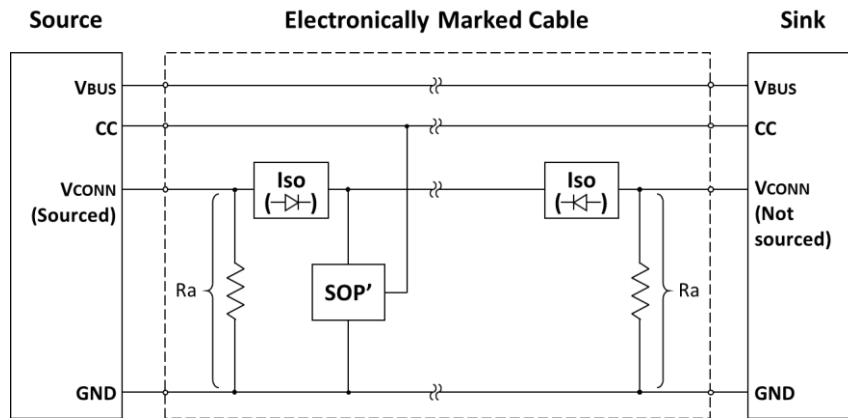 Source
Electronically Marked Cable
Sink
VBUS
VBUS
CC
CC
VCONN
(Sourced)
Iso
Iso
VCONN
(Not
sourced)
Ra
SOP’
Ra
GND
GND